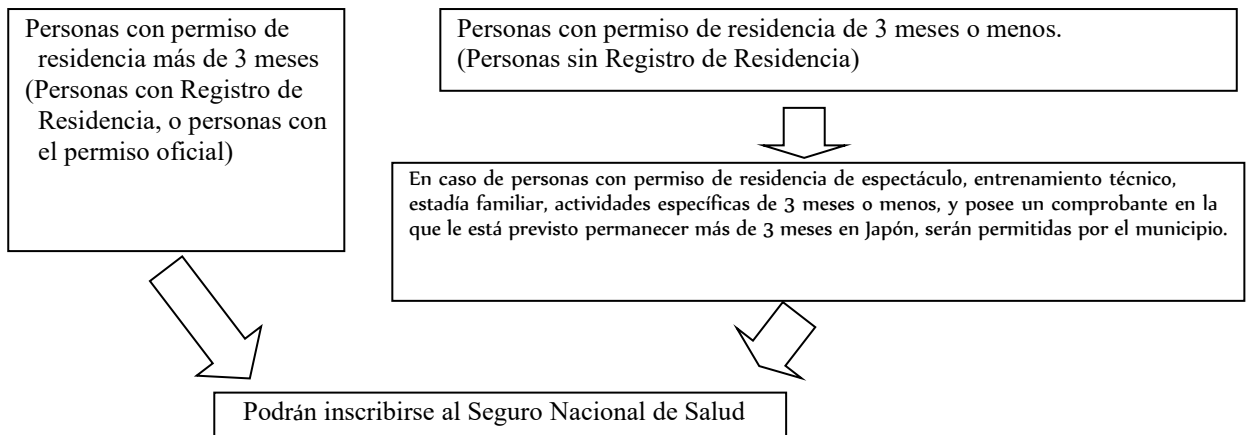 Personas con permiso de
residencia más de 3 meses
(Personas con Registro de
Residencia, o personas con
el permiso oficial)
Personas con permiso de residencia de 3 meses o menos.
(Personas sin Registro de Residencia)
En caso de personas con permiso de residencia de espectáculo, entrenamiento técnico,
estadía familiar, actividades específicas de 3 meses o menos, y posee un comprobante en la
que le está previsto permanecer más de 3 meses en Japón, serán permitidas por el municipio.
Podrán inscribirse al Seguro Nacional de Salud